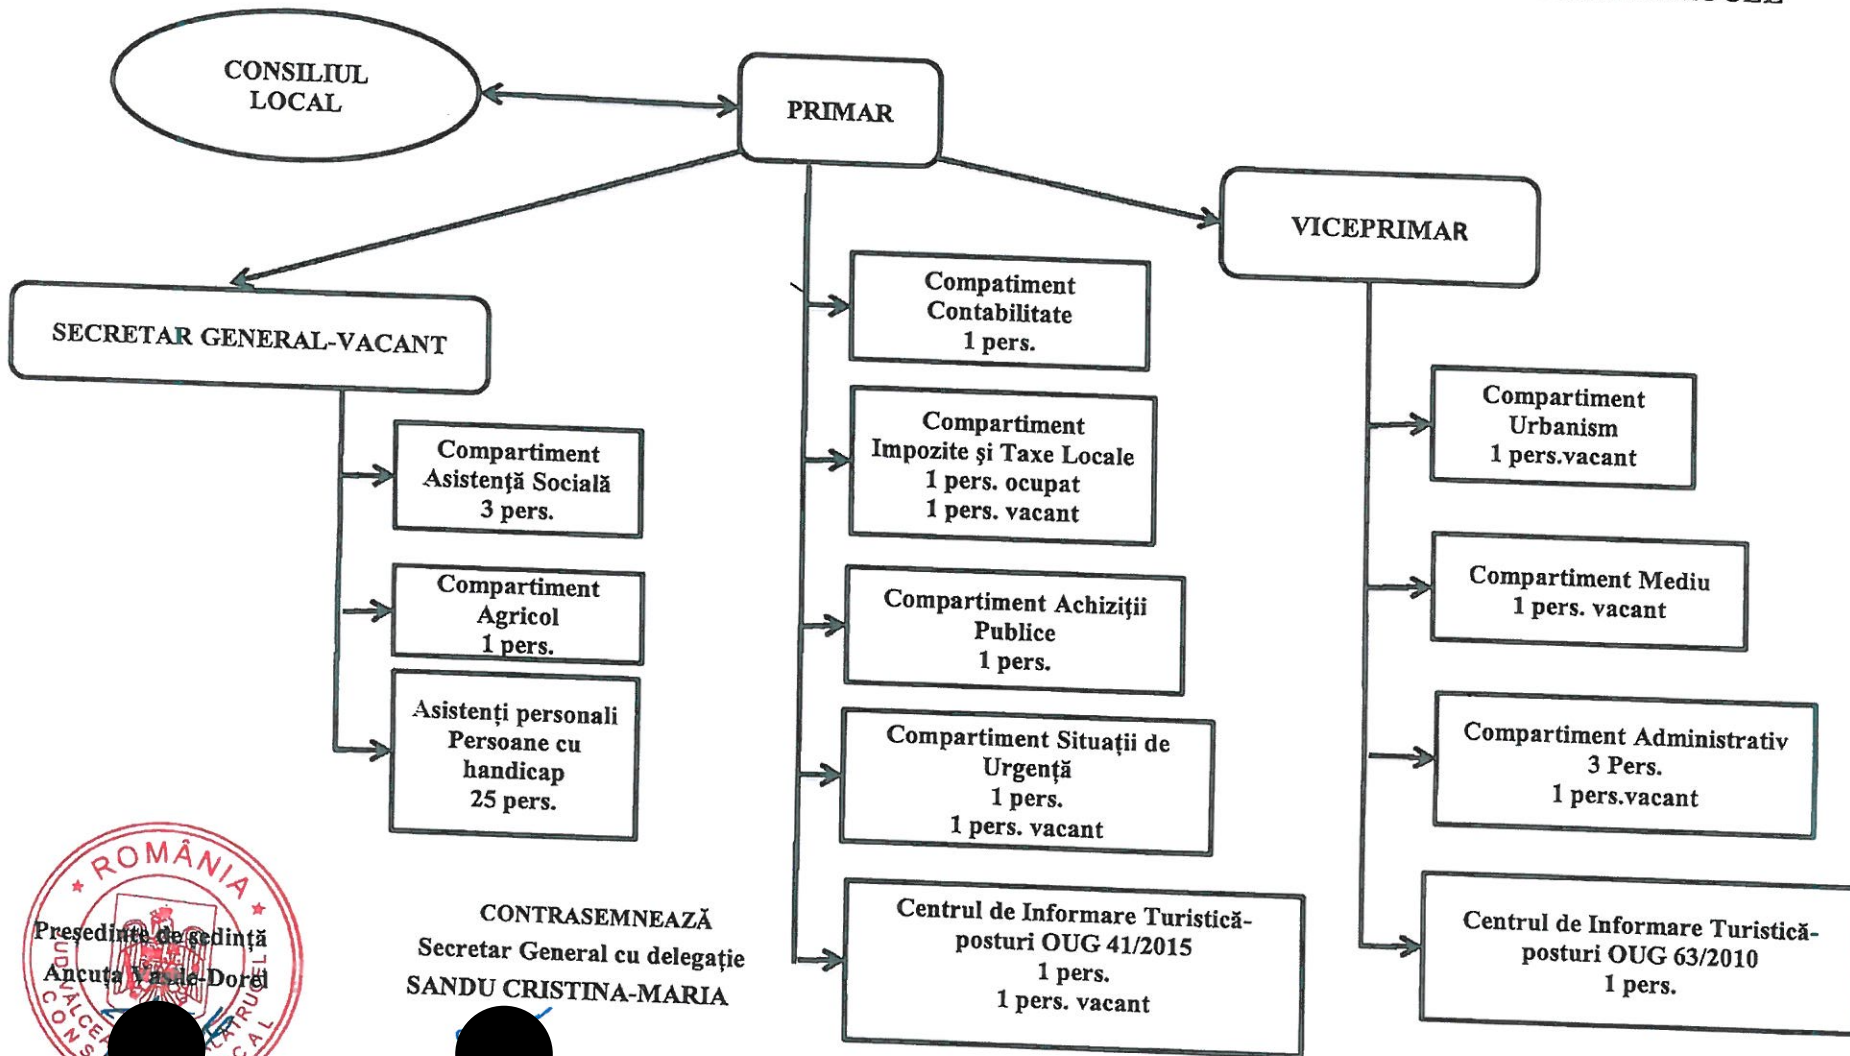 CONSILIUL
LOCAL
PRIMAR
VICEPRIMAR
SECRETAR GENERAL-VACANT
Compartiment
Asistență Socială
3 pers.
Compartiment
Agricol
1 pers.
Asistenți personali
Persoane cu
handicap
25 pers.
Compatiment
Contabilitate
1 pers.
Compartiment
Impozite și Taxe Locale
1 pers. ocupat
1 pers. vacant
Compartiment Achiziții
Publice
1 pers.
Compartiment Situații de
Urgență
1 pers.
1 pers. vacant
Centrul de Informare Turistică-
posturi OUG 41/2015
1 pers.
1 pers. vacant
Compartiment
Urbanism
1 pers.vacant
Compartiment Mediu
1 pers. vacant
Compartiment Administrativ
3 Pers.
1 pers.vacant
Centrul de Informare Turistică-
posturi OUG 63/2010
1 pers.
ROMÂNIA
Președinte de ședință
Ancuța Vasile-Dorel
CONTRASEMNEAZĂ
Secretar General cu delegație
SANDU CRISTINA-MARIA